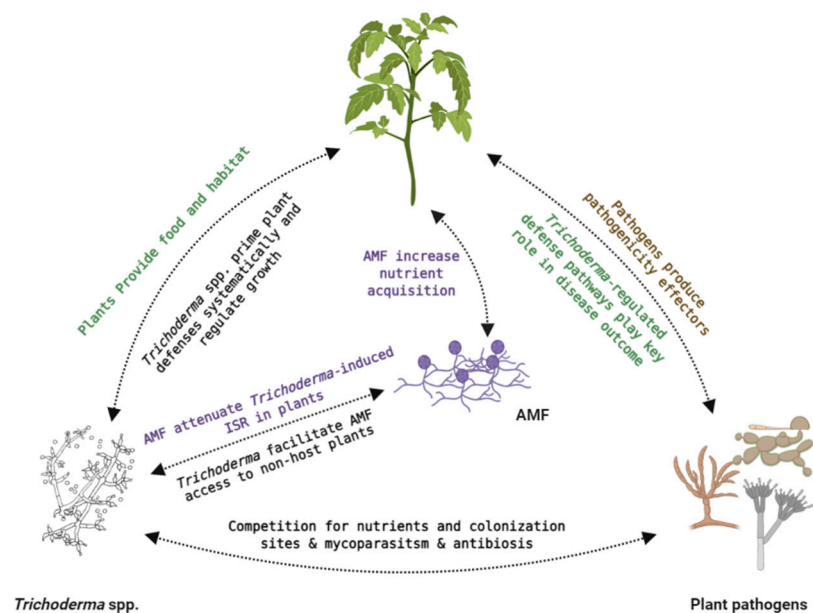 Plants Provide food and habitat
Trichoderma spp. prime plant
defenses systematically and
regulate growth
AMF increase
nutrient
acquisition
Pathogens produce
pathogenicity effectors
Trichoderma-regulated
defense pathways play key
role in disease outcome
AMF attenuate Trichoderma-induced
ISR in plants
Trichoderma facilitate AMF
access to non-host plants
AMF
Competition for nutrients and colonization
sites & mycoparasitsm & antibiosis
Trichoderma spp.
Plant pathogens